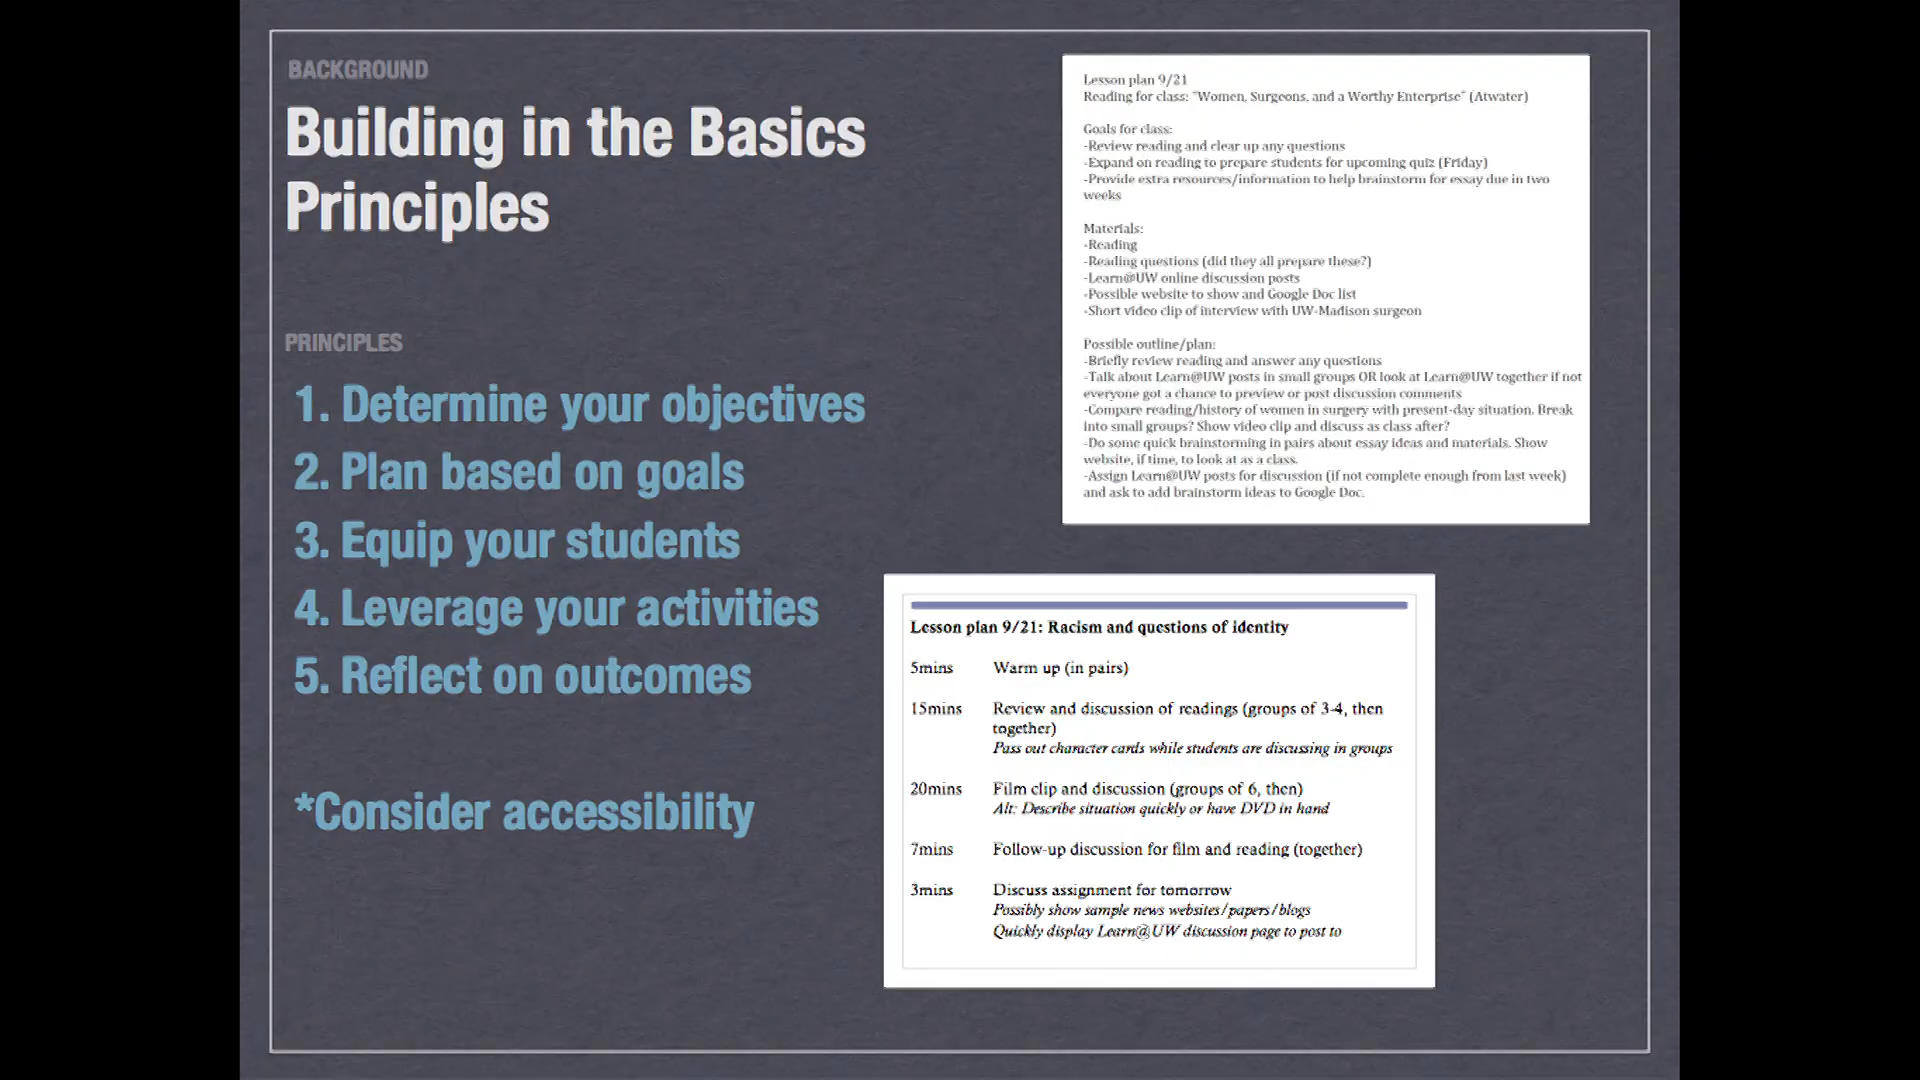 BACKGROUND
Building in the Basics
Principles
PRINCIPLES
1. Determine your objectives
2. Plan based on goals
3. Equip your students
4. Leverage your activities
5. Reflect on outcomes
*Consider accessibility
Lesson plan 9/21
Reading for class: "Women, Surgeons, and a Worthy Enterprise" (Atwater)
Goals for class:
-Review reading and clear up any questions
-Expand on reading to prepare students for upcoming quiz (Friday)
-Provide extra resources/information to help brainstorm for essay due in two
weeks
Materials:
-Reading
-Reading questions (did they all prepare these?)
-Learn@UW online discussion posts
-Possible website to show and Google Doc list
-Short video clip of interview with UW-Madison surgeon
Possible outline/plan:
-Briefly review reading and answer any questions
-Talk about Learn@UW posts in small groups OR look at Learn@UW together if not
everyone got a chance to preview or post discussion comments
-Compare reading/history of women in surgery with present-day situation. Break
into small groups? Show video clip and discuss as class after?
-Do some quick brainstorming in pairs about essay ideas and materials. Show
website, if time, to look at as a class.
-Assign Learn@UW posts for discussion (if not complete enough from last week)
and ask to add brainstorm ideas to Google Doc.
Lesson plan 9/21: Racism and questions of identity
5mins Warm up (in pairs)
15mins Review and discussion of readings (groups of 3-4, then
together)
Pass out character cards while students are discussing in groups
20mins Film clip and discussion (groups of 6, then)
Alt: Describe situation quickly or have DVD in hand
7mins Follow-up discussion for film and reading (together)
3mins Discuss assignment for tomorrow
Possibly show sample news websites/papers/blogs
Quickly display Learn@UW discussion page to post to